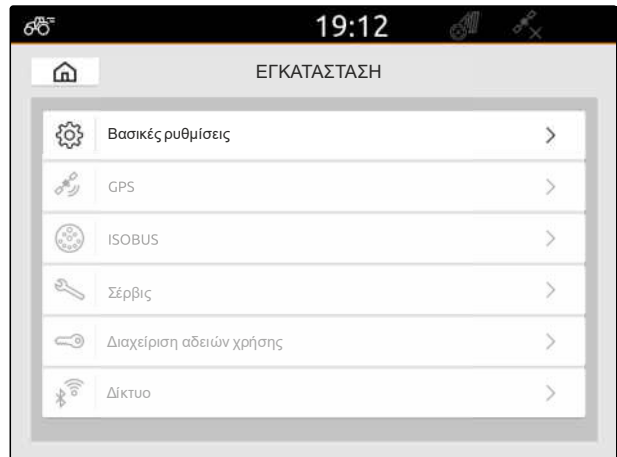 19:12
ΕΓΚΑΤΑΣΤΑΣΗ
Βασικές ρυθμίσεις
GPS
ISOBUS
Σέρβις
Διαχείριση αδειών χρήσης
Δίκτυο